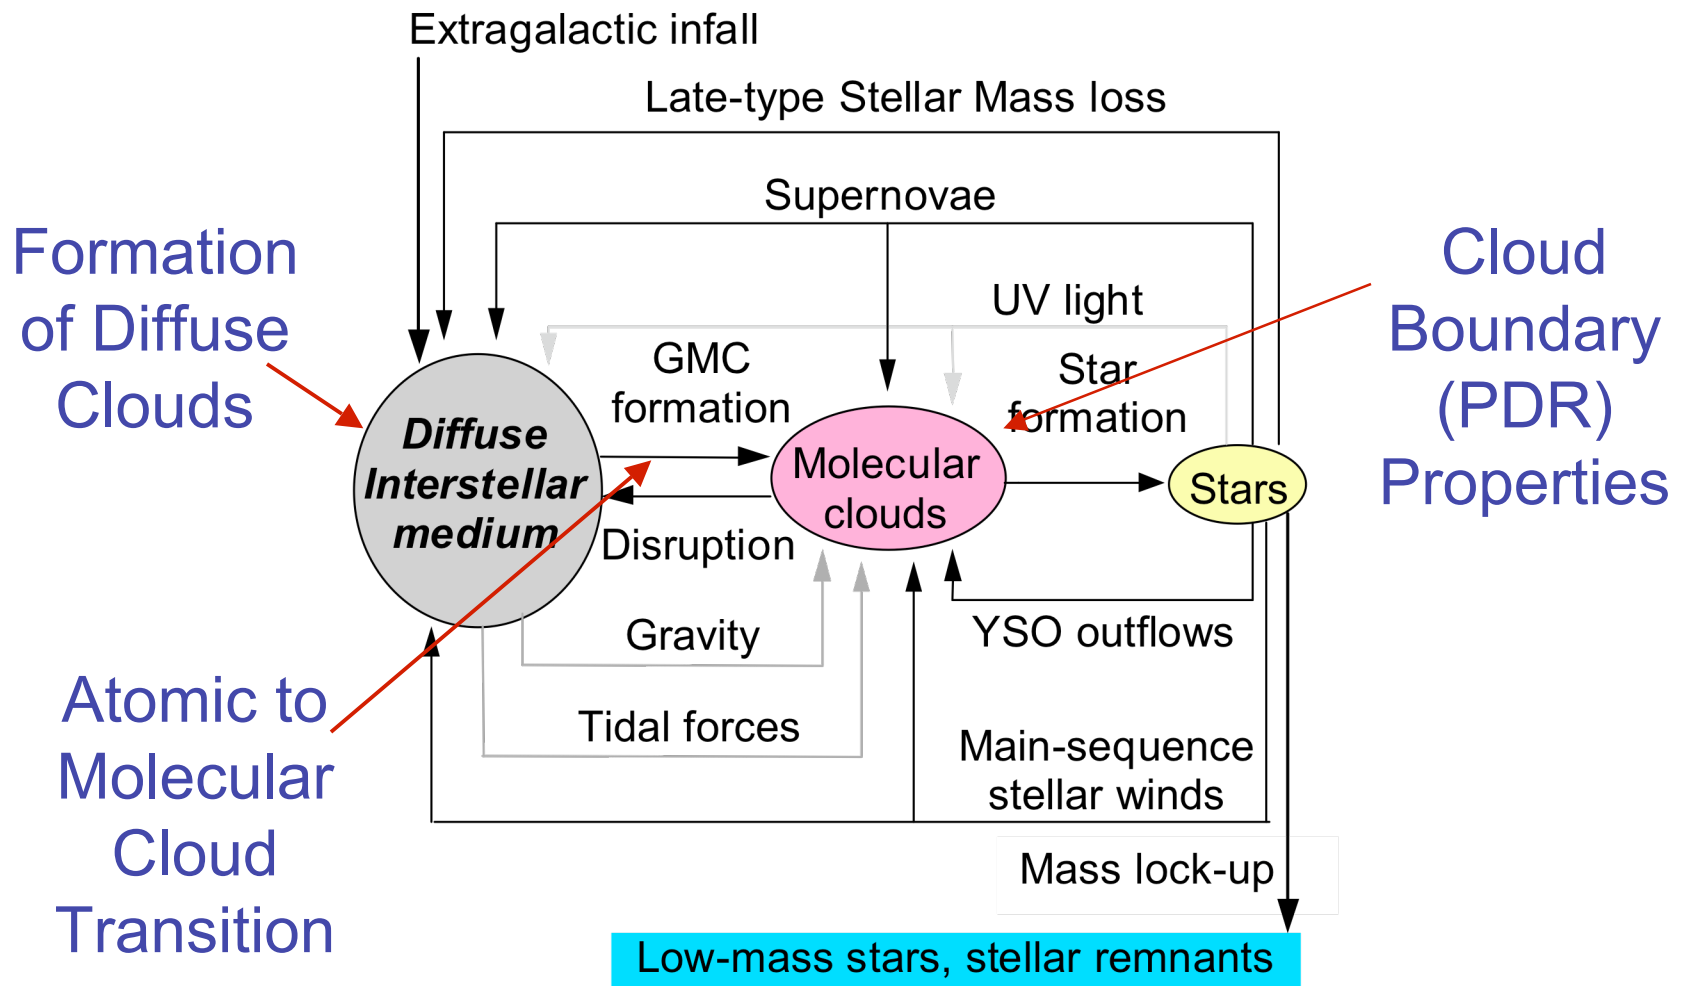 Extragalactic infall
Late-type Stellar Mass loss
Supernovae
UV light
Formation
of Diffuse
Clouds
Cloud
Boundary
(PDR)
Properties
GMC
formation
Star
formation
Diffuse
Interstellar
medium
Molecular
clouds
Stars
Disruption
Gravity
YSO outflows
Tidal forces
Main-sequence
stellar winds
Atomic to
Molecular
Cloud
Transition
Mass lock-up
Low-mass stars, stellar remnants